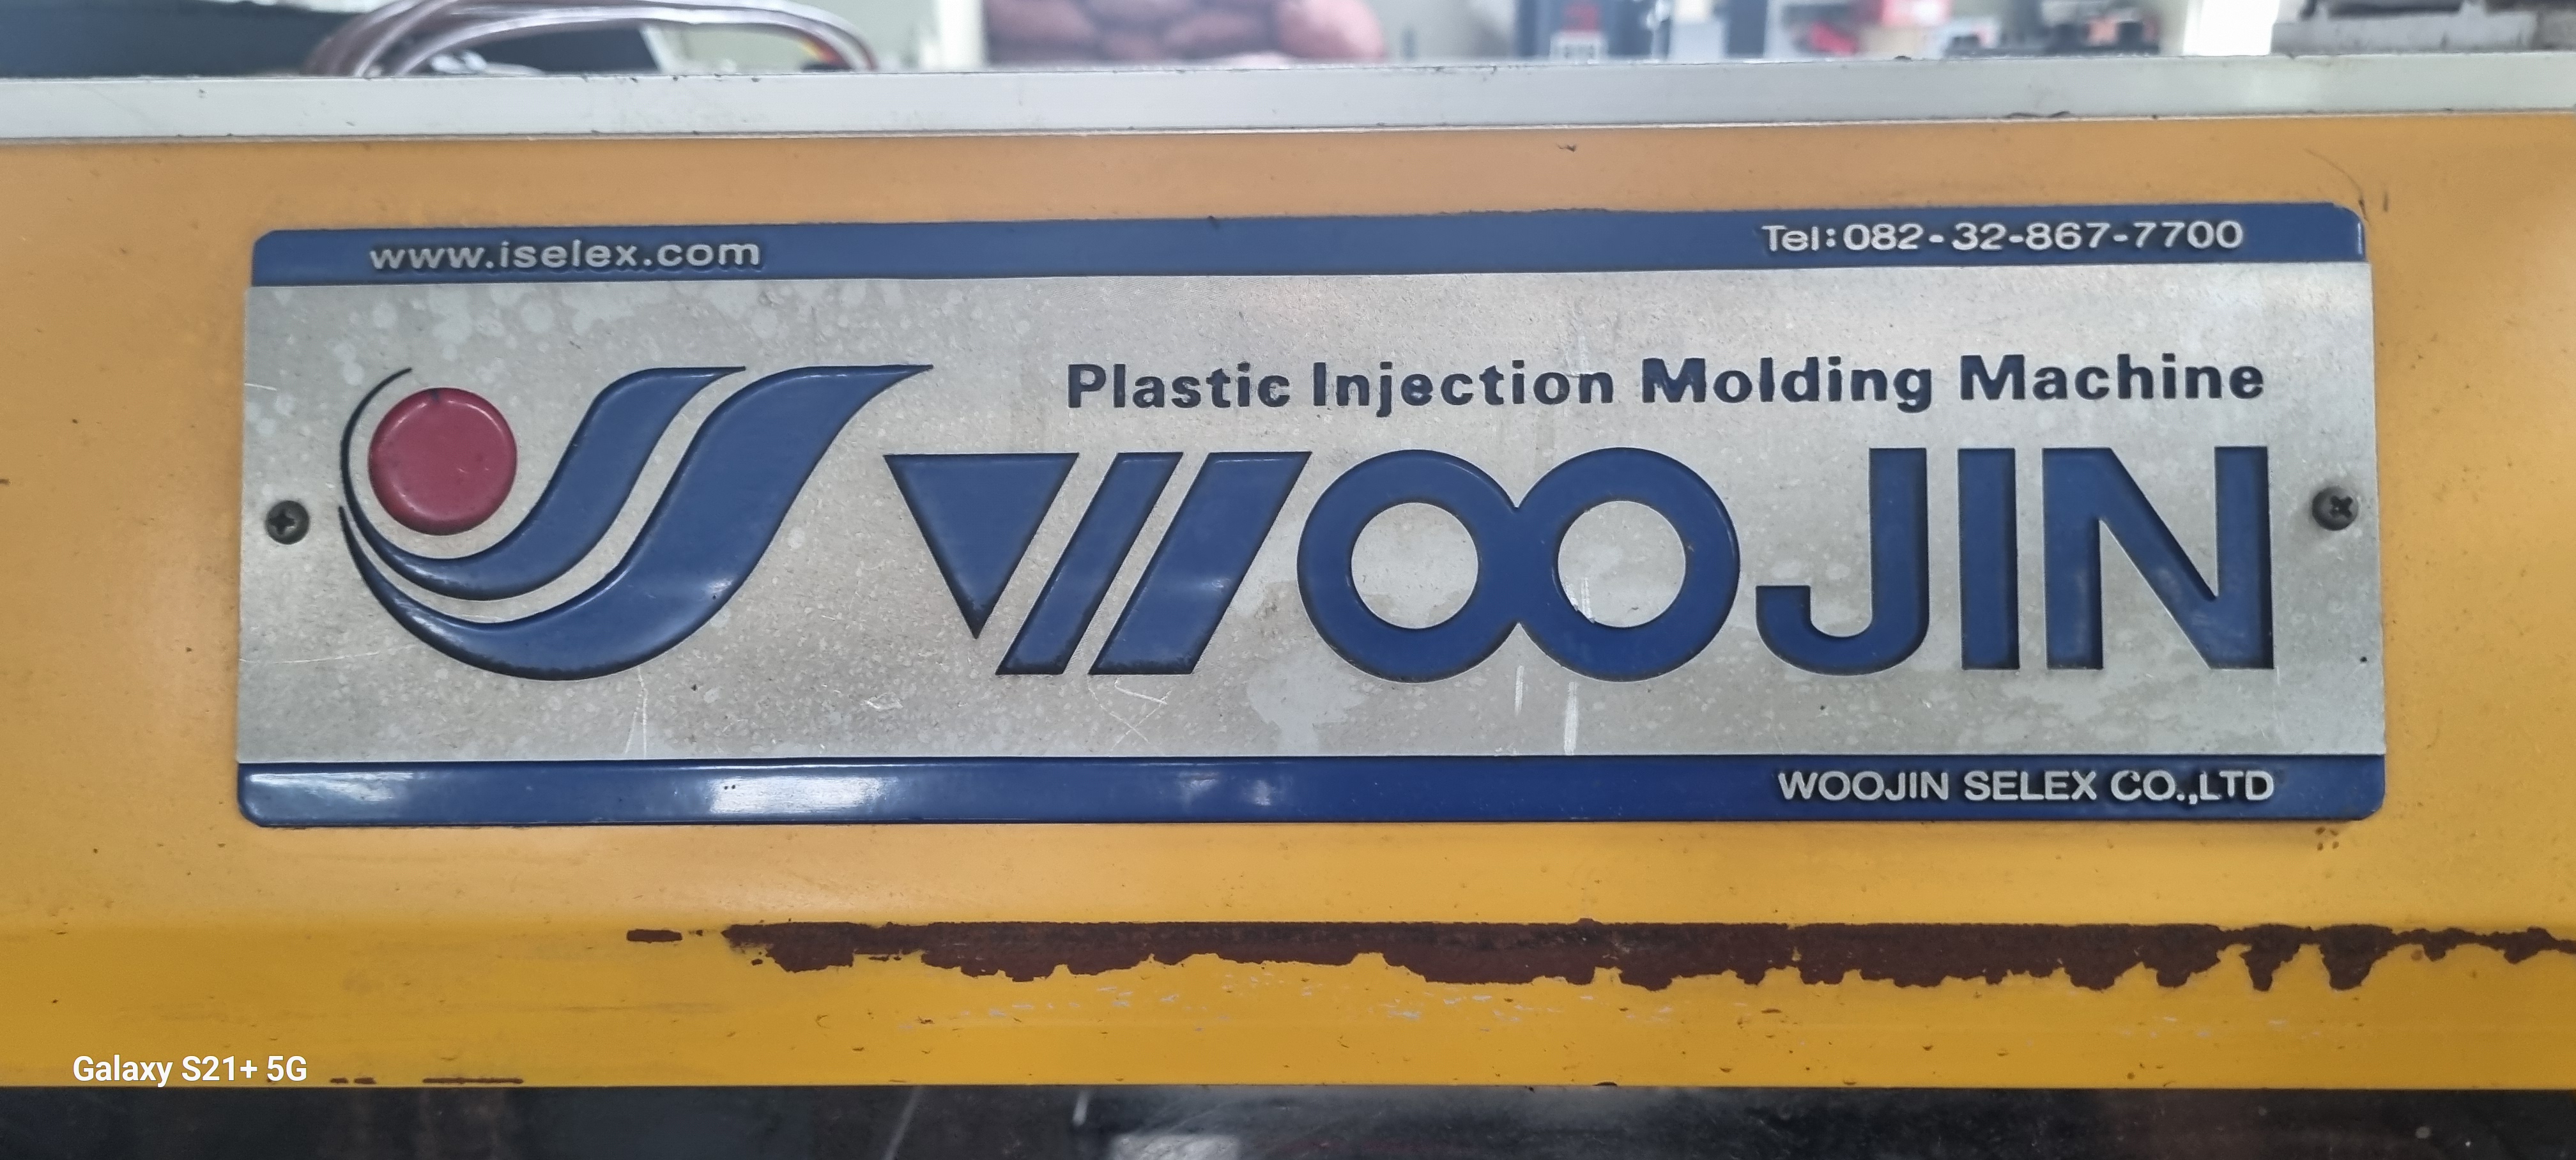 www.iselex.com
Tel:082-32-867-7700
Plastic Injection Molding Machine
WOOJIN
WOOJIN SELEX CO.,LTD
Galaxy S21+ 5G